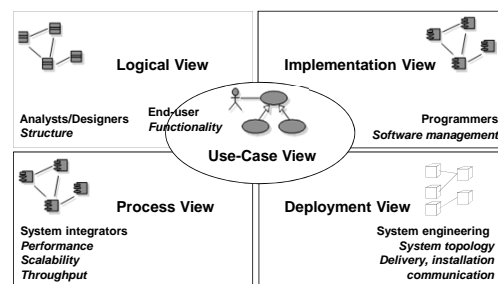 Logical View
Analysts/Designers
Structure
Implementation View
Programmers
Software management
End-user
Functionality
Use-Case View
Process View
System integrators
Performance
Scalability
Throughput
Deployment View
System engineering
System topology
Delivery, installation
communication